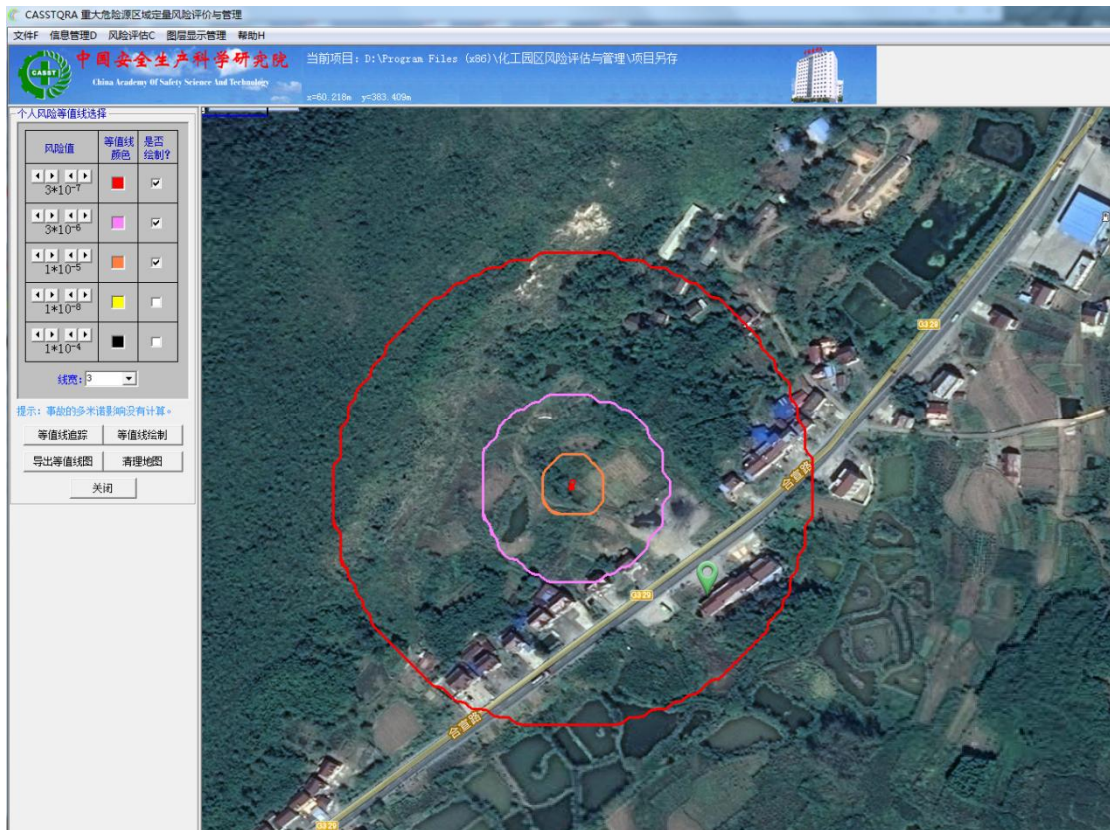 CASSTQRA 重大危险源区域定量风险评价与管理
文件F 信息管理D 风险评估C 图层显示管理 帮助H
CASST
中国安全生产科学研究院
China Academy Of Safety Science And Technology
当前项目：D:\Program Files (x86)\化工园区风险评估与管理\项目另存
x=60.218m y=383.409m
个人风险等值线选择
风险值 等值线颜色 是否绘制?
3*10-7
3*10-6
1*10-5
1*10-8
1*10-4
线宽：3
提示：事故的多米诺影响没有计算。
等值线追踪 等值线绘制
导出等值线图 清理地图
关闭
G329
合宜路
G329
合宜路
G329